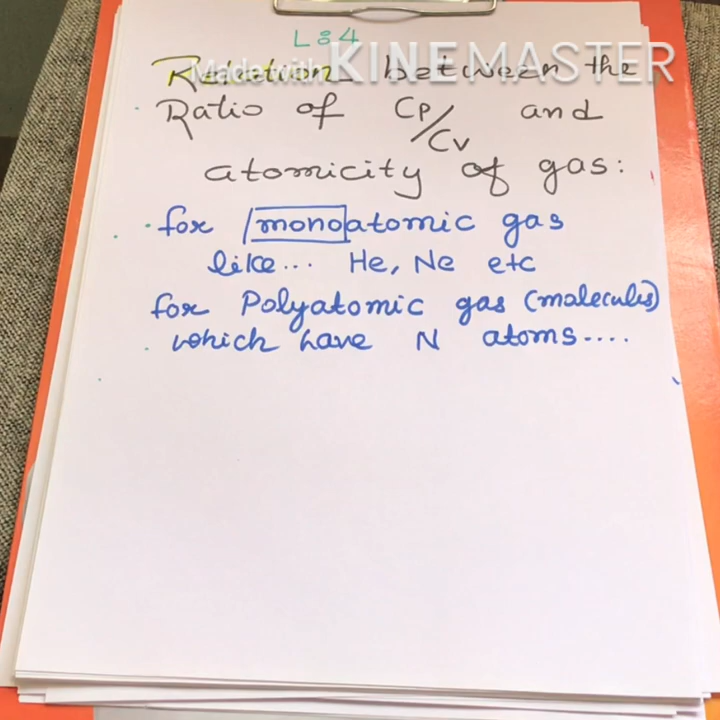 L:4
Made with KINEMASTER
Relation between the
Ratio of Cp/Cv and
atomicity of gas:
for monoatomic gas
like... He, Ne etc
for Polyatomic gas (molecules)
which have N atoms....